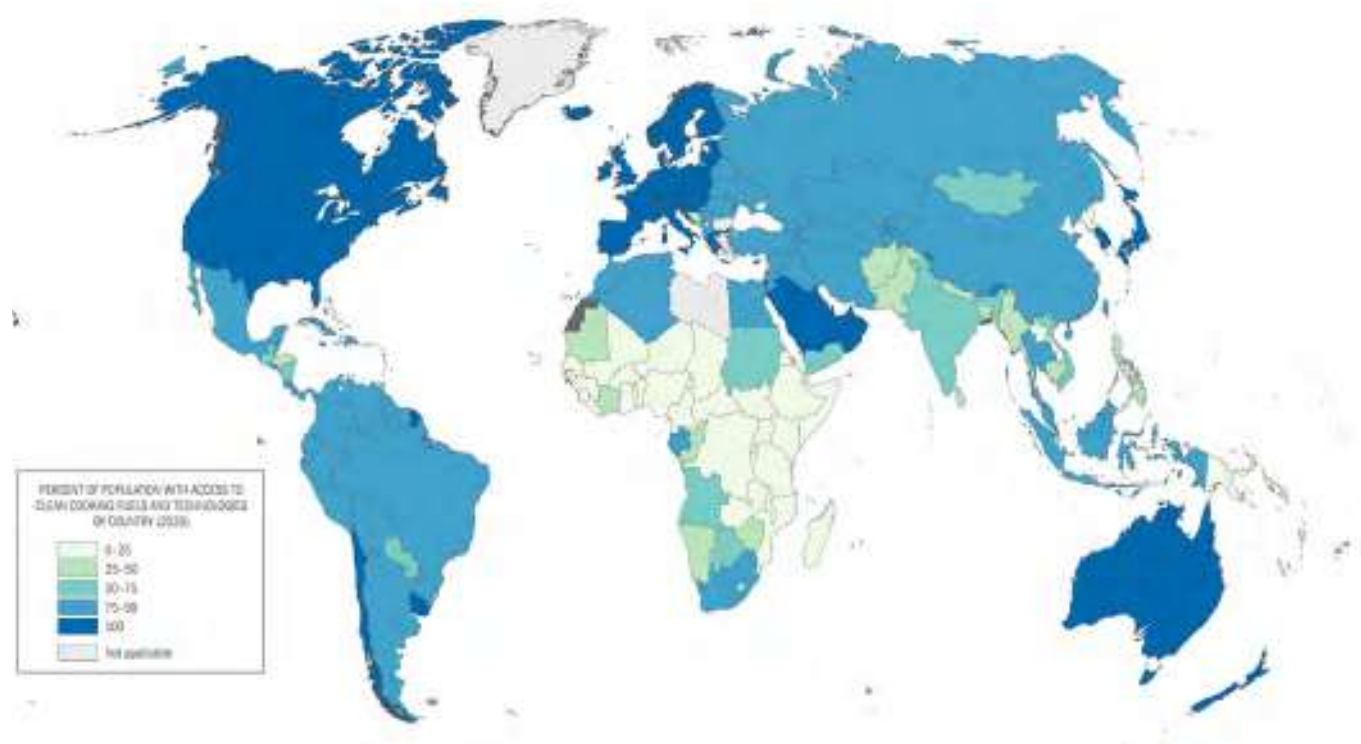 PERCENT OF POPULATION WITH ACCESS TO
CLEAN COOKING FUELS AND TECHNOLOGIES
BY COUNTRY (2020)
0-25
25-50
50-75
75-99
100
Not applicable